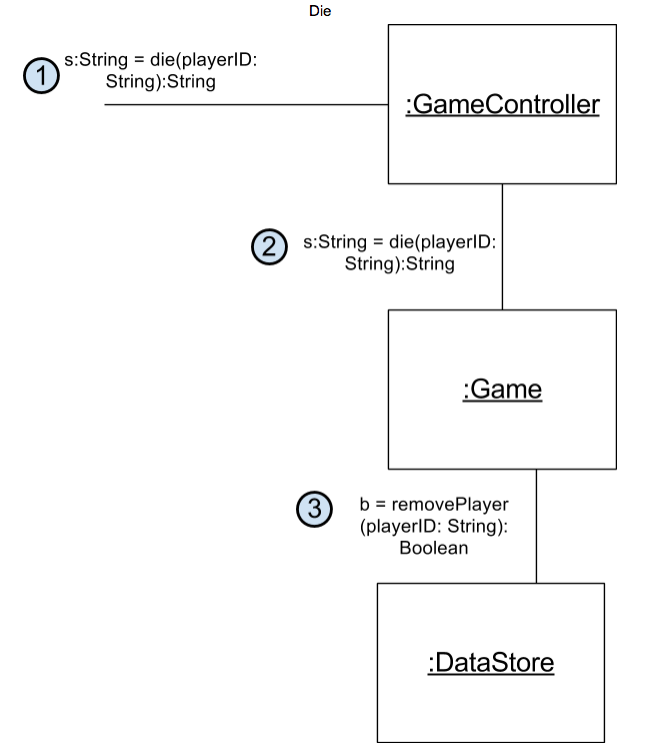 Die
1
s:String = die(playerID:
String):String
:GameController
2
s:String = die(playerID:
String):String
:Game
3
b = removePlayer
(playerID: String):
Boolean
:DataStore